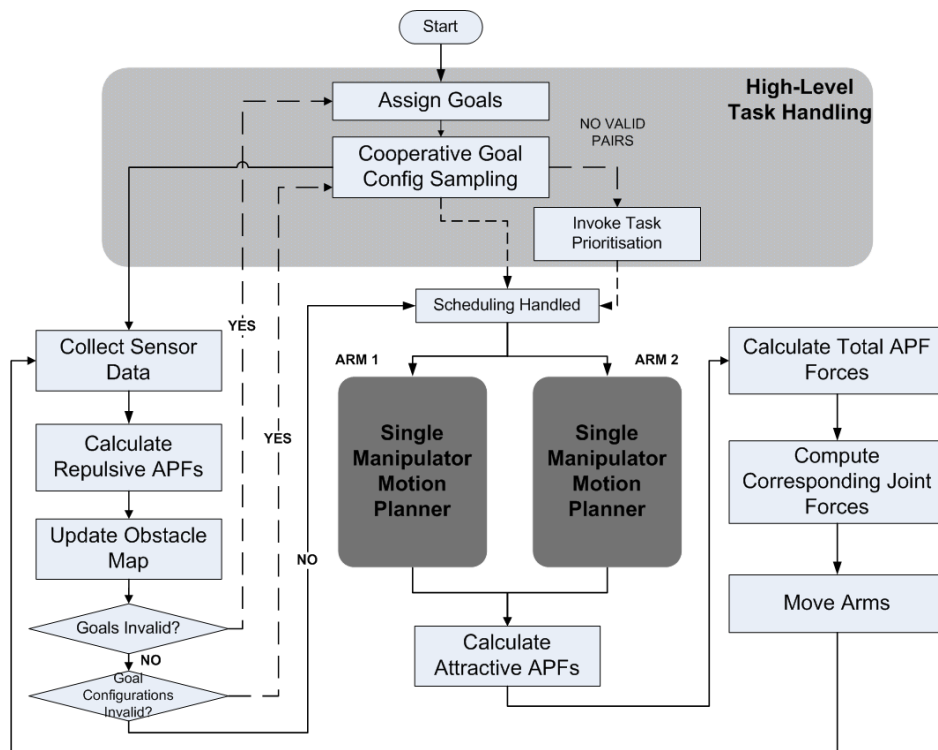 Start
High-Level
Task Handling
Assign Goals
NO VALID
PAIRS
Cooperative Goal
Config Sampling
Invoke Task
Prioritisation
Scheduling Handled
YES
Collect Sensor
Data
ARM 1
ARM 2
Calculate Total APF
Forces
Calculate
Repulsive APFs
YES
Single
Manipulator
Motion
Planner
Single
Manipulator
Motion
Planner
Compute
Corresponding Joint
Forces
Update Obstacle
Map
NO
Goals Invalid?
Move Arms
NO
Calculate
Attractive APFs
Goal
Configurations
Invalid?